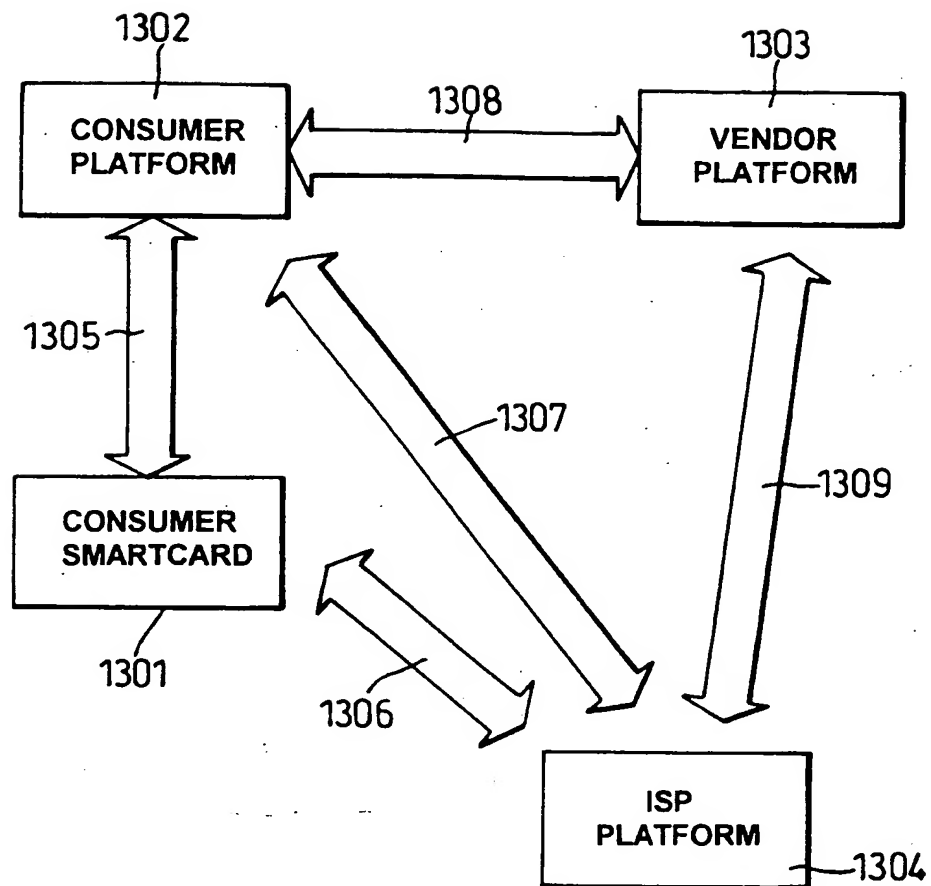 1302
1303
CONSUMER
PLATFORM
1308
VENDOR
PLATFORM
1305
1307
1309
CONSUMER
SMARTCARD
1301
1306
ISP
PLATFORM
1304